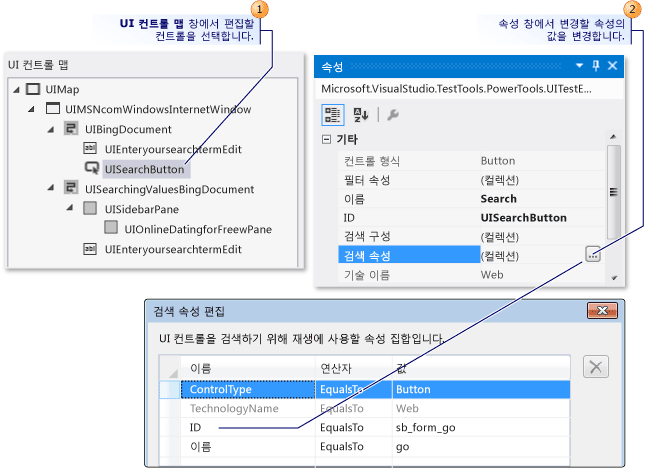 1
UI 컨트롤 맵 창에서 편집할
컨트롤을 선택합니다.
2
속성 창에서 변경할 속성의
값을 변경합니다.
UI 컨트롤 맵
UIMap
UIMSNcomWindowsInternetWindow
UIBingDocument
UIEnteryoursearchtermEdit
UISearchButton
UISearchingValuesBingDocument
UISidebarPane
UIOnlineDatingforFreewPane
UIEnteryoursearchtermEdit
속성
Microsoft.VisualStudio.TestTools.PowerTools.UITestE...
기타
컨트롤 형식 Button
필터 속성 (컬렉션)
이름 Search
ID UISearchButton
검색 구성 (컬렉션)
검색 속성 (컬렉션) ...
기술 이름 Web
검색 속성 편집
UI 컨트롤을 검색하기 위해 재생에 사용할 속성 집합입니다.
이름 연산자 값
ControlType EqualsTo Button
TechnologyName EqualsTo Web
ID EqualsTo sb_form_go
이름 EqualsTo go